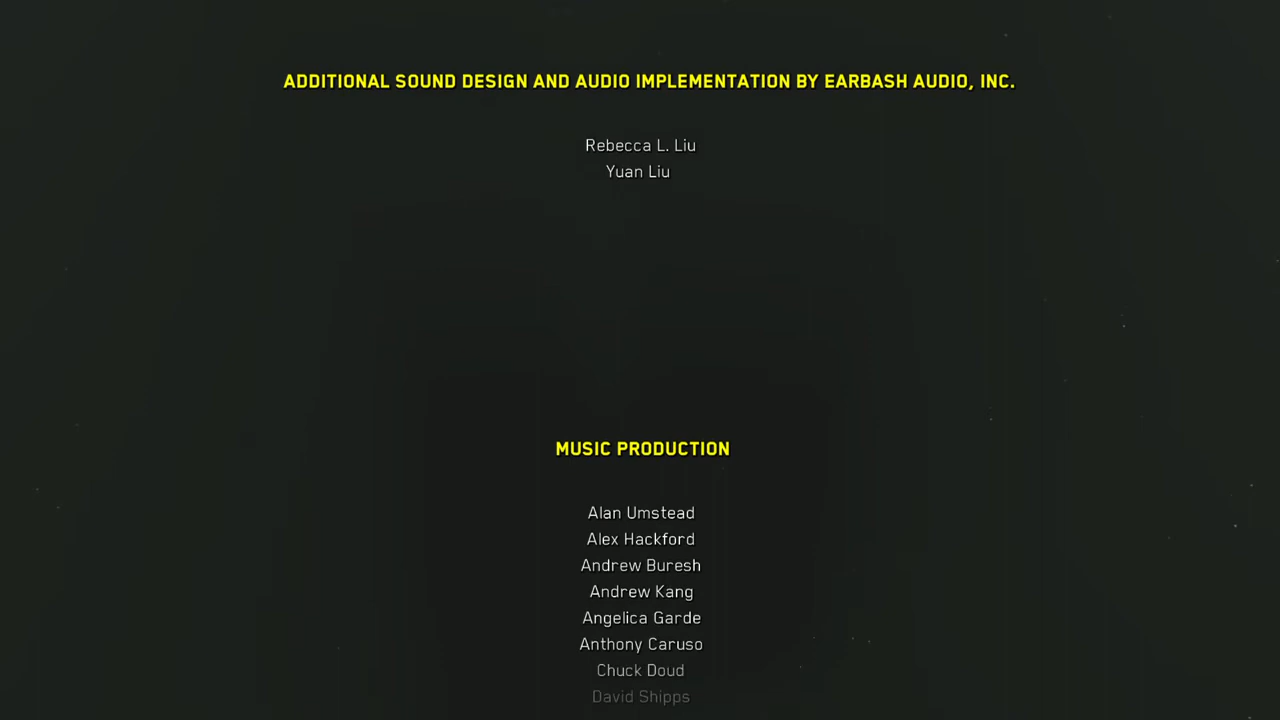 ADDITIONAL SOUND DESIGN AND AUDIO IMPLEMENTATION BY EARBASH AUDIO, INC.
Rebecca L. Liu
Yuan Liu
MUSIC PRODUCTION
Alan Umstead
Alex Hackford
Andrew Buresh
Andrew Kang
Angelica Garde
Anthony Caruso
Chuck Doud
David Shipps